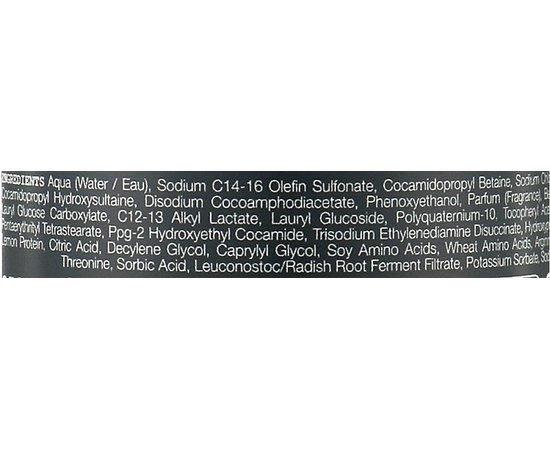 INGREDIENTS Aqua (Water / Eau), Sodium C14-16 Olefin Sulfonate, Cocamidopropyl Betaine, Sodium
Cocamidopropyl Hydroxysultaine, Disodium Cocoamphodiacetate, Phenoxyethanol, Parfum (Fragrance),
Lauryl Glucose Carboxylate, C12-13 Alkyl Lactate, Lauryl Glucoside, Polyquaternium-10, Tocopheryl
Pentaerythrityl Tetrastearate, Ppg-2 Hydroxyethyl Cocamide, Trisodium Ethylenediamine Disuccinate,
Lemon Protein, Citric Acid, Decylene Glycol, Caprylyl Glycol, Soy Amino Acids, Wheat Amino Acids,
Threonine, Sorbic Acid, Leuconostoc/Radish Root Ferment Filtrate, Potassium Sorbate,